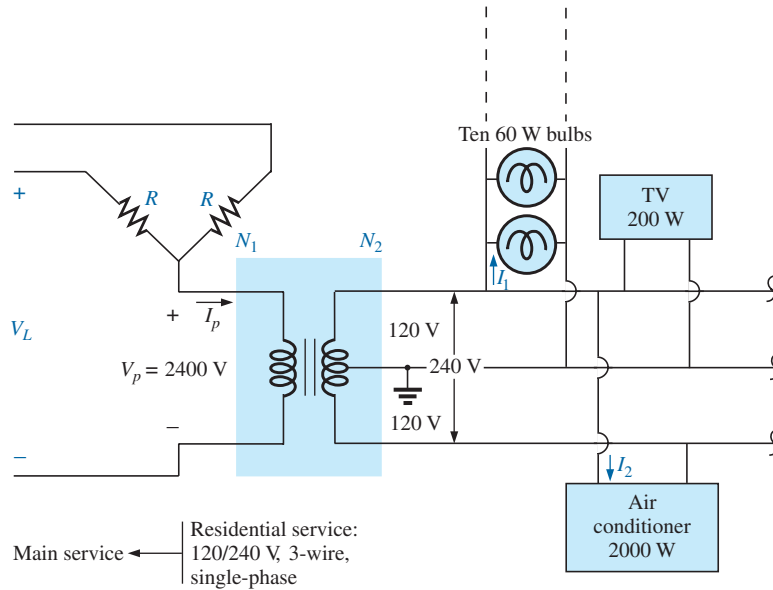 Ten 60 W bulbs
+
R
R
TV
200 W
N1
N2
I1
+
Ip
120 V
VL
Vp = 2400 V
240 V
120 V
–
–
I2
Main service
Residential service:
120/240 V, 3-wire,
single-phase
Air
conditioner
2000 W